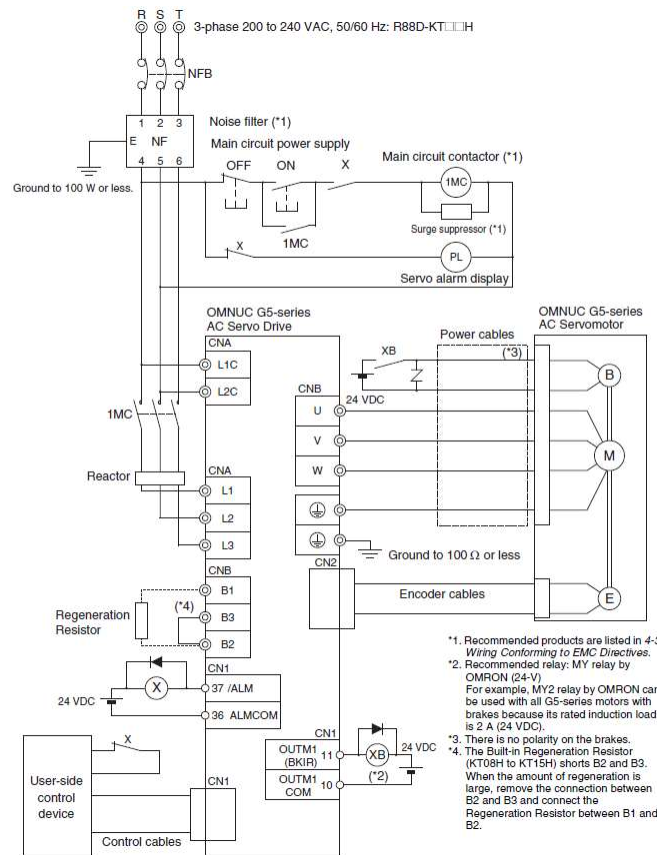 R S T
3-phase 200 to 240 VAC, 50/60 Hz: R88D-KT□□H
NFB
1 2 3
Noise filter (*1)
E NF
4 5 6
Ground to 100 W or less.
Main circuit power supply
OFF ON X
Main circuit contactor (*1)
1MC
Surge suppressor (*1)
1MC
X
PL
Servo alarm display
OMNUC G5-series
AC Servo Drive
OMNUC G5-series
AC Servomotor
CNA
L1C
L2C
1MC
Reactor
CNA
L1
L2
L3
CNB
B1
B3
B2
(*4)
Regeneration
Resistor
XB
24 VDC
Power cables
(*3)
B
CNB
U
V
W
M
Ground to 100 Ω or less
CN2
Encoder cables
E
CN1
X
24 VDC
37 /ALM
36 ALMCOM
X
User-side
control
device
CN1
Control cables
CN1
OUTM1
(BKIR) 11
XB
24 VDC
(*2)
OUTM1
COM 10
*1. Recommended products are listed in 4-3
Wiring Conforming to EMC Directives.
*2. Recommended relay: MY relay by
OMRON (24-V)
For example, MY2 relay by OMRON can
be used with all G5-series motors with
brakes because its rated induction load
is 2 A (24 VDC).
*3. There is no polarity on the brakes.
*4. The Built-in Regeneration Resistor
(KT08H to KT15H) shorts B2 and B3.
When the amount of regeneration is
large, remove the connection between
B2 and B3 and connect the
Regeneration Resistor between B1 and
B2.